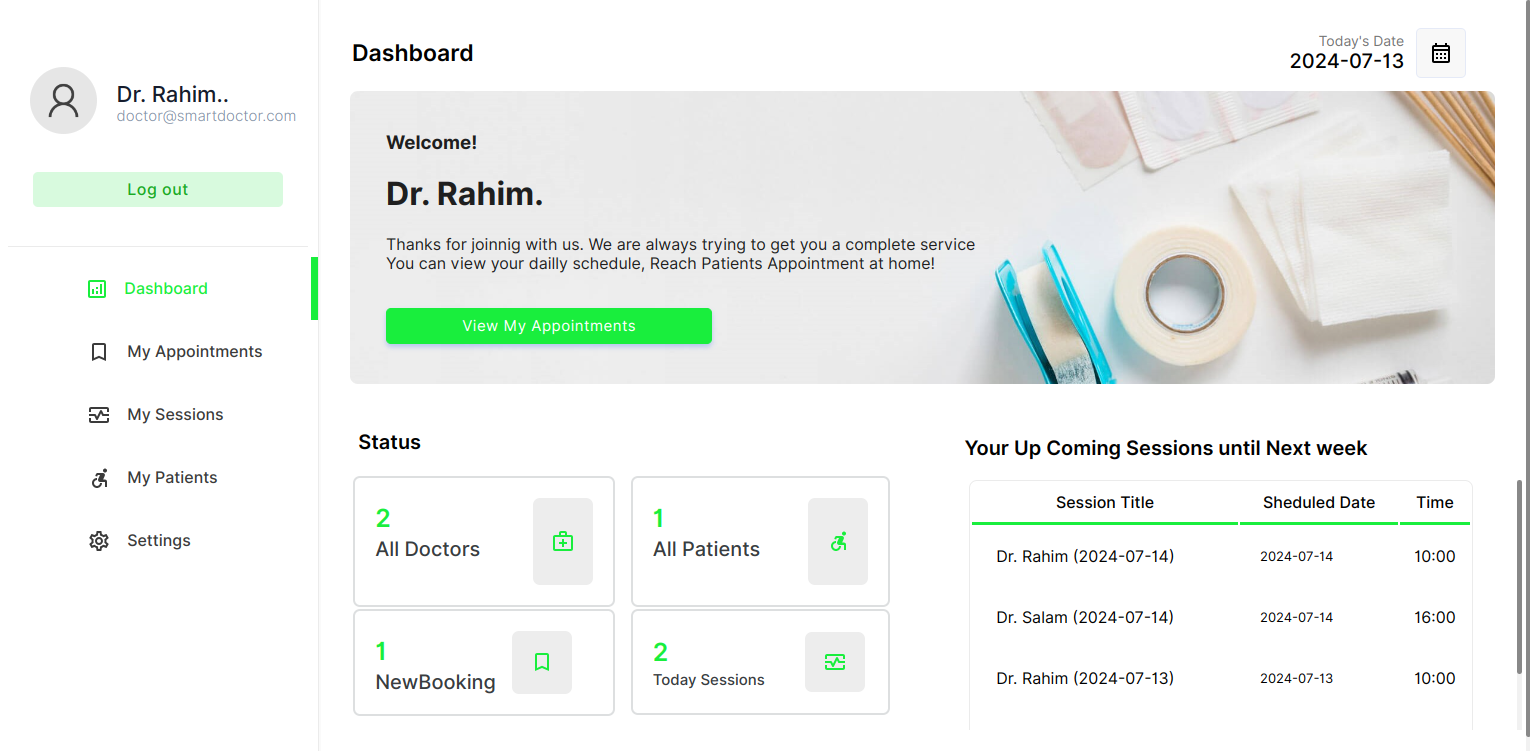 Dr. Rahim..
doctor@smartdoctor.com
Log out
Dashboard
My Appointments
My Sessions
My Patients
Settings
Dashboard
Today's Date
2024-07-13
Welcome!
Dr. Rahim.
Thanks for joinnig with us. We are always trying to get you a complete service
You can view your dailly schedule, Reach Patients Appointment at home!
View My Appointments
Status
2
All Doctors
1
All Patients
1
NewBooking
2
Today Sessions
Your Up Coming Sessions until Next week
Session Title Sheduled Date Time
Dr. Rahim (2024-07-14) 2024-07-14 10:00
Dr. Salam (2024-07-14) 2024-07-14 16:00
Dr. Rahim (2024-07-13) 2024-07-13 10:00